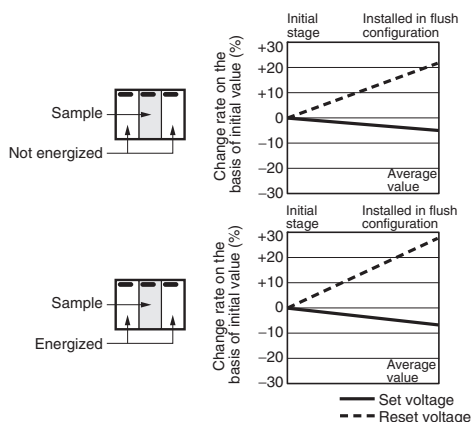 Initial
stage
Installed in flush
configuration
Change rate on the
basis of initial value (%)
+30
+20
+10
0
−10
−20
−30
Average
value
Sample
Not energized
Initial
stage
Installed in flush
configuration
Change rate on the
basis of initial value (%)
+30
+20
+10
0
−10
−20
−30
Average
value
Sample
Energized
Set voltage
Reset voltage